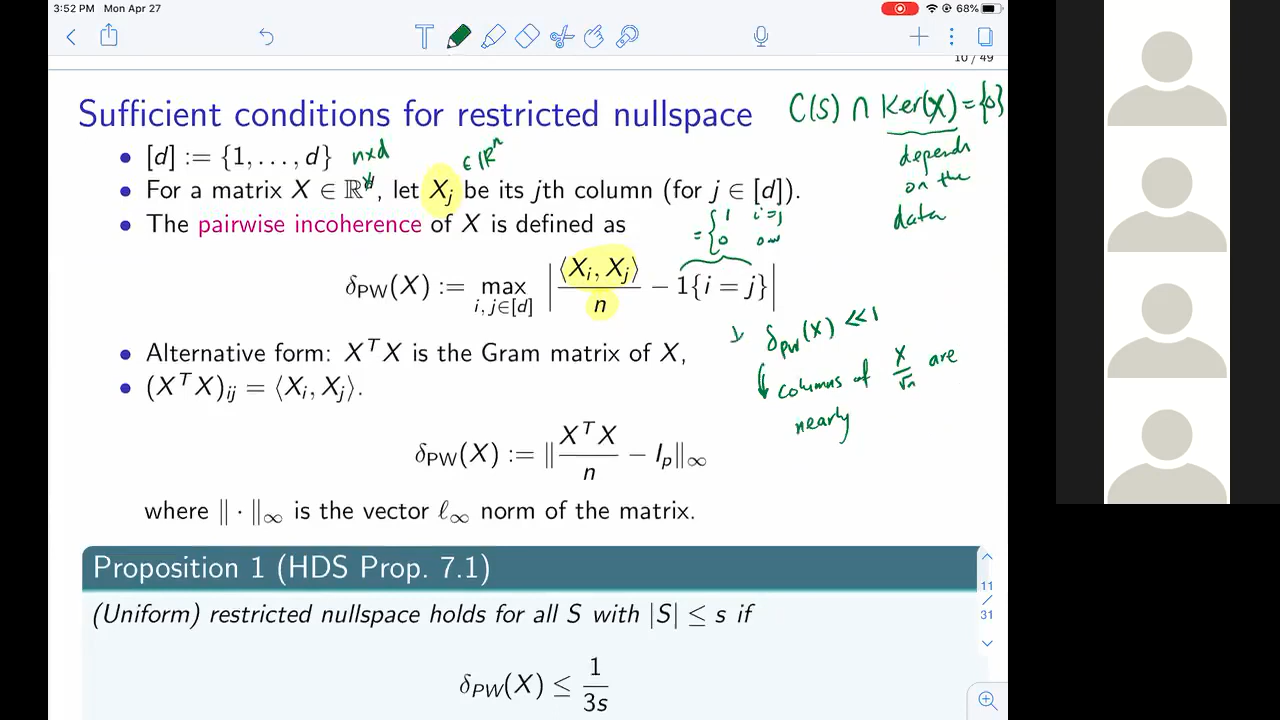 3:52 PM Mon Apr 27
68%
10 / 49
Sufficient conditions for restricted nullspace
C(S) ∩ Ker(X) = {0}
depends
on the
data
• [d] := {1, . . . , d} n×d ∈ ℝⁿ
• For a matrix X ∈ ℝ, let Xⱼ be its jth column (for j ∈ [d]).
• The pairwise incoherence of X is defined as
= { 1 i=j
0 ow
δ_PW(X) := max_{i,j∈[d]} | ⟨Xᵢ, Xⱼ⟩ / n − 1{i = j} |
δ_PW(X) ≪ 1
columns of X/√n are
nearly
• Alternative form: XᵀX is the Gram matrix of X,
• (XᵀX)ᵢⱼ = ⟨Xᵢ, Xⱼ⟩.
δ_PW(X) := ‖ XᵀX / n − I_p ‖_∞
where ‖ · ‖_∞ is the vector ℓ_∞ norm of the matrix.
Proposition 1 (HDS Prop. 7.1)
(Uniform) restricted nullspace holds for all S with |S| ≤ s if
δ_PW(X) ≤ 1 / 3s
11
/
31